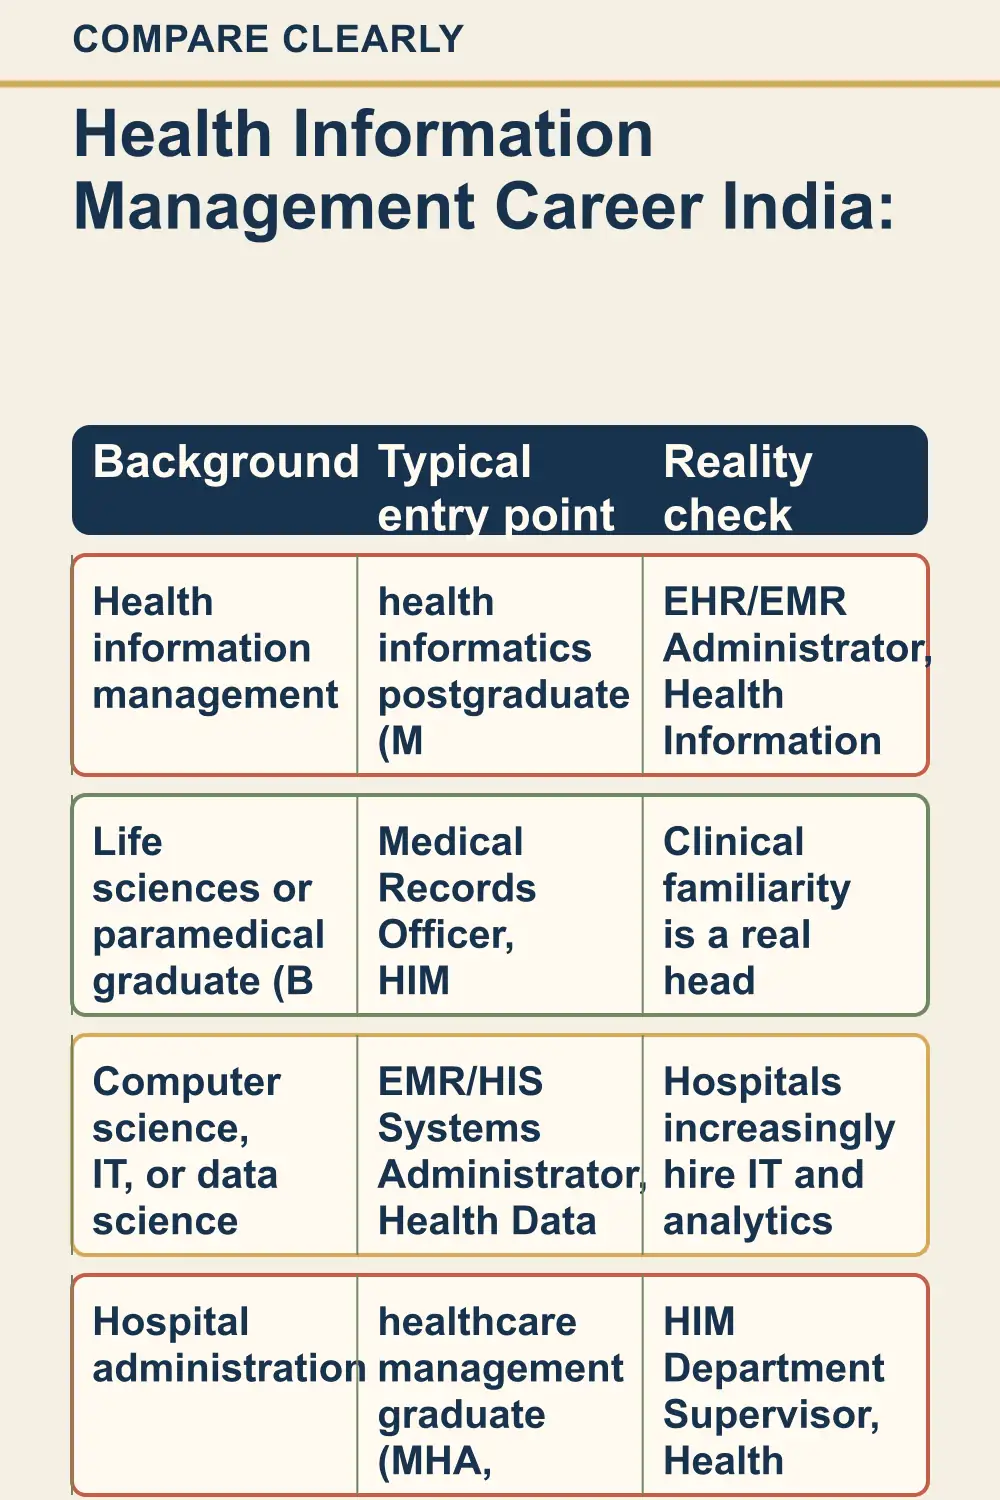 COMPARE CLEARLY
Health Information
Management Career India:
Background
Typical
entry point
Reality
check
Health
information
management
health
informatics
postgraduate
(M
EHR/EMR
Administrator,
Health
Information
Life
sciences or
paramedical
graduate (B
Medical
Records
Officer,
HIM
Clinical
familiarity
is a real
head
Computer
science,
IT, or data
science
EMR/HIS
Systems
Administrator,
Health Data
Hospitals
increasingly
hire IT and
analytics
Hospital
administration
healthcare
management
graduate
(MHA,
HIM
Department
Supervisor,
Health